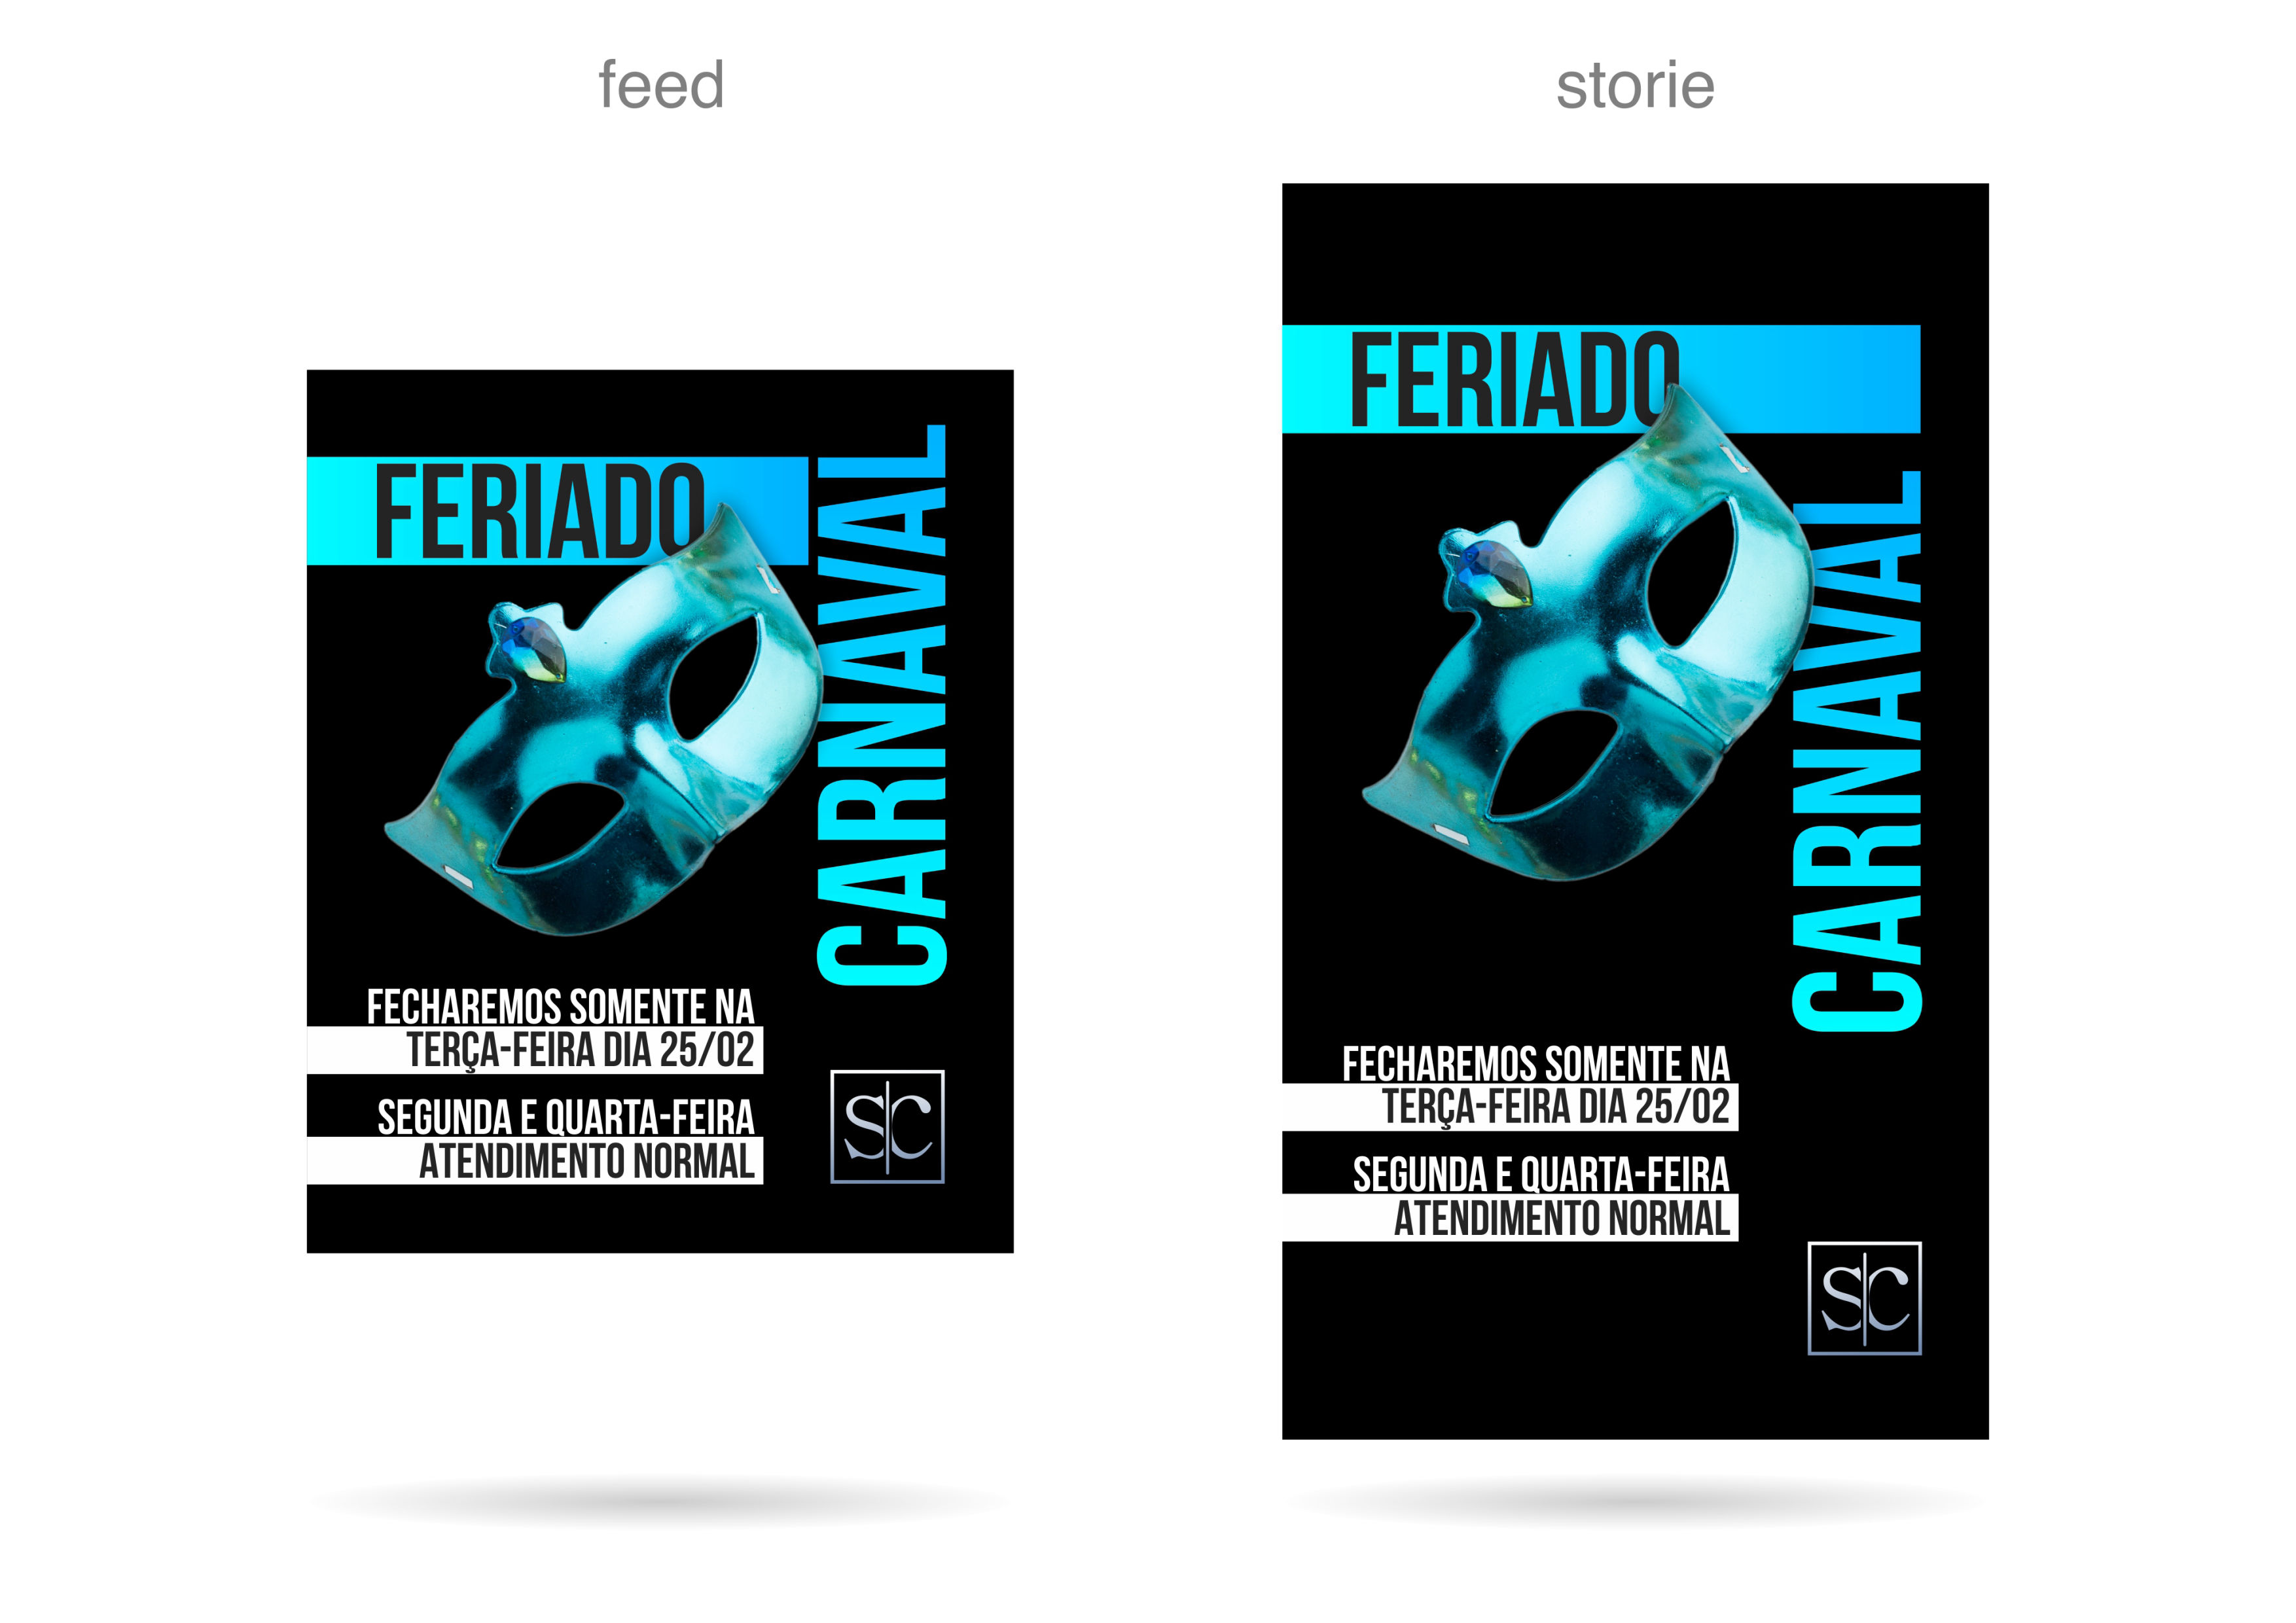 feed
FERIADO
CARNAVAL
FECHAREMOS SOMENTE NA
TERÇA-FEIRA DIA 25/02
SEGUNDA E QUARTA-FEIRA
ATENDIMENTO NORMAL
S|C
storie
FERIADO
CARNAVAL
FECHAREMOS SOMENTE NA
TERÇA-FEIRA DIA 25/02
SEGUNDA E QUARTA-FEIRA
ATENDIMENTO NORMAL
S|C